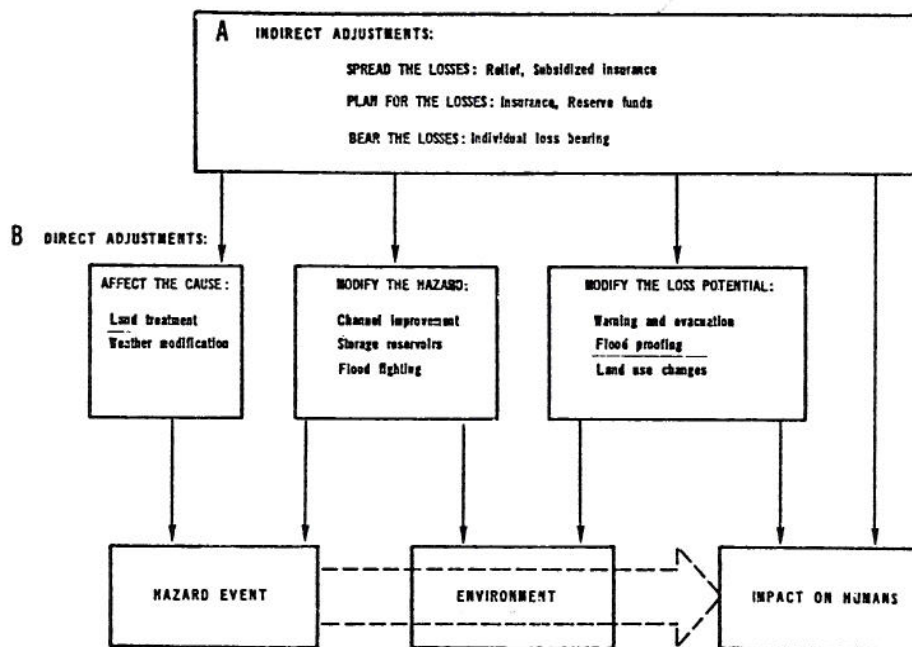 A INDIRECT ADJUSTMENTS:
SPREAD THE LOSSES: Relief, Subsidized insurance
PLAN FOR THE LOSSES: Insurance, Reserve funds
BEAR THE LOSSES: Individual loss bearing
B DIRECT ADJUSTMENTS:
AFFECT THE CAUSE:
Land treatment
Weather modification
MODIFY THE HAZARD:
Channel improvement
Storage reservoirs
Flood fighting
MODIFY THE LOSS POTENTIAL:
Warning and evacuation
Flood proofing
Land use changes
HAZARD EVENT
ENVIRONMENT
IMPACT ON HUMANS